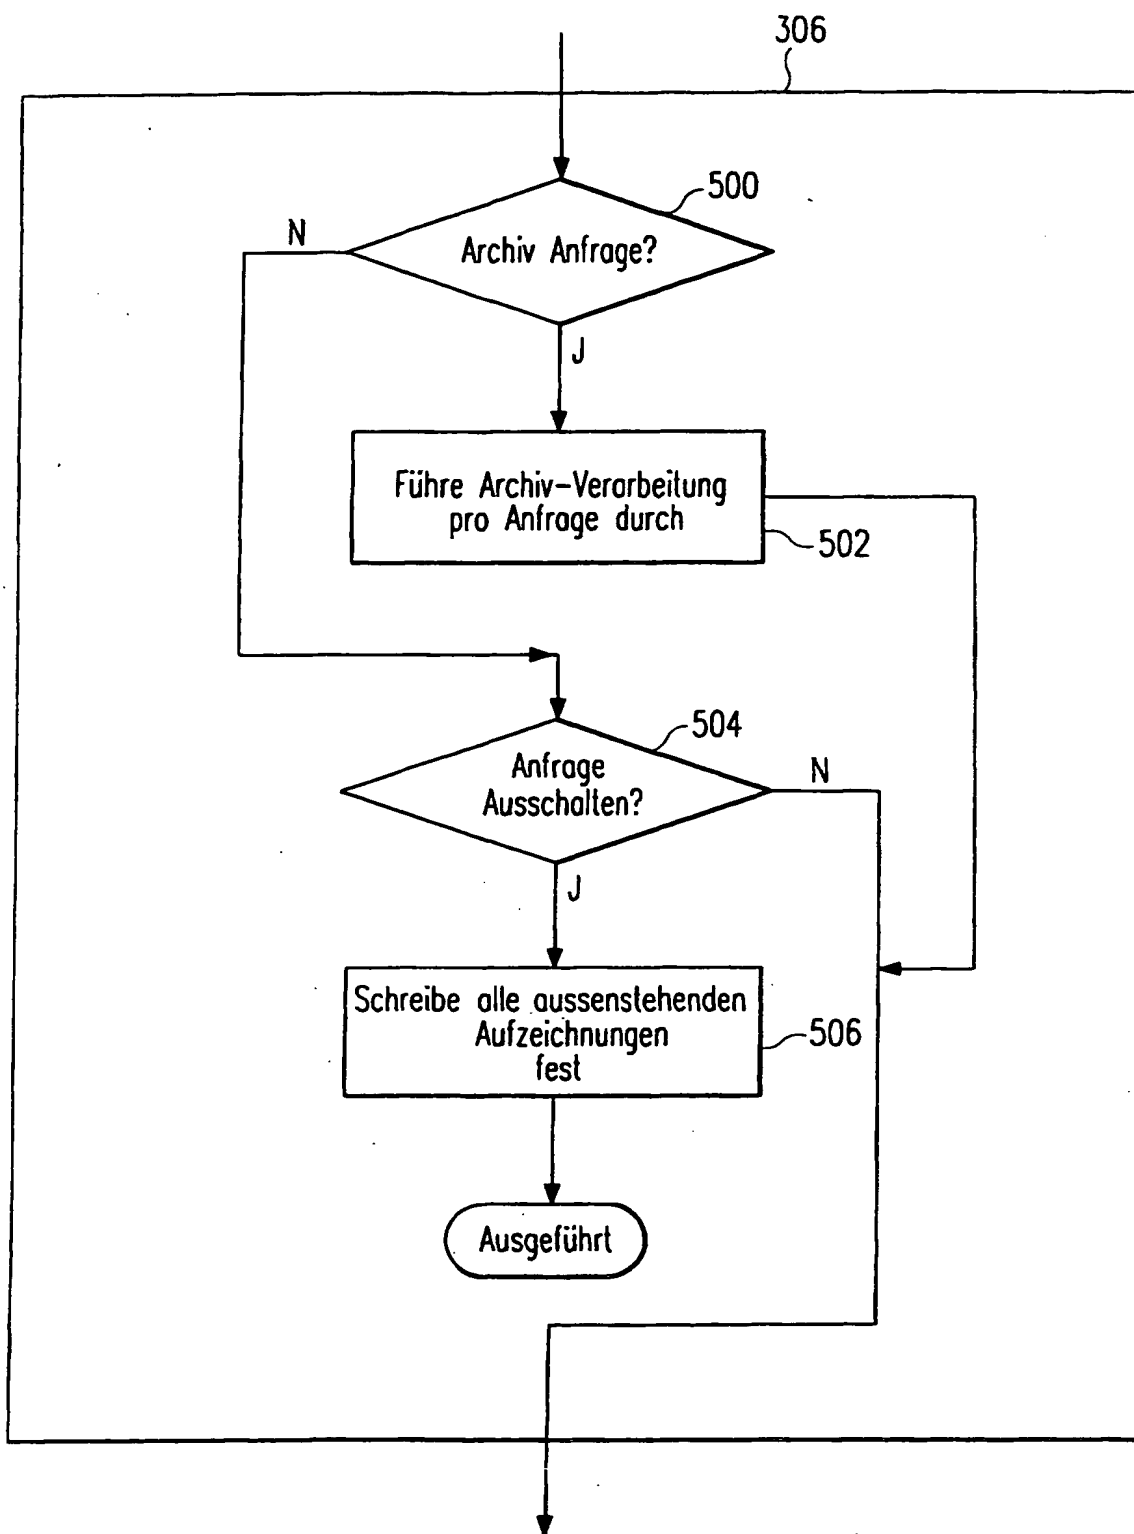 306
500
N
Archiv Anfrage?
J
Führe Archiv-Verarbeitung
pro Anfrage durch
502
504
Anfrage
Ausschalten?
N
J
Schreibe alle aussenstehenden
Aufzeichnungen
fest
506
Ausgeführt